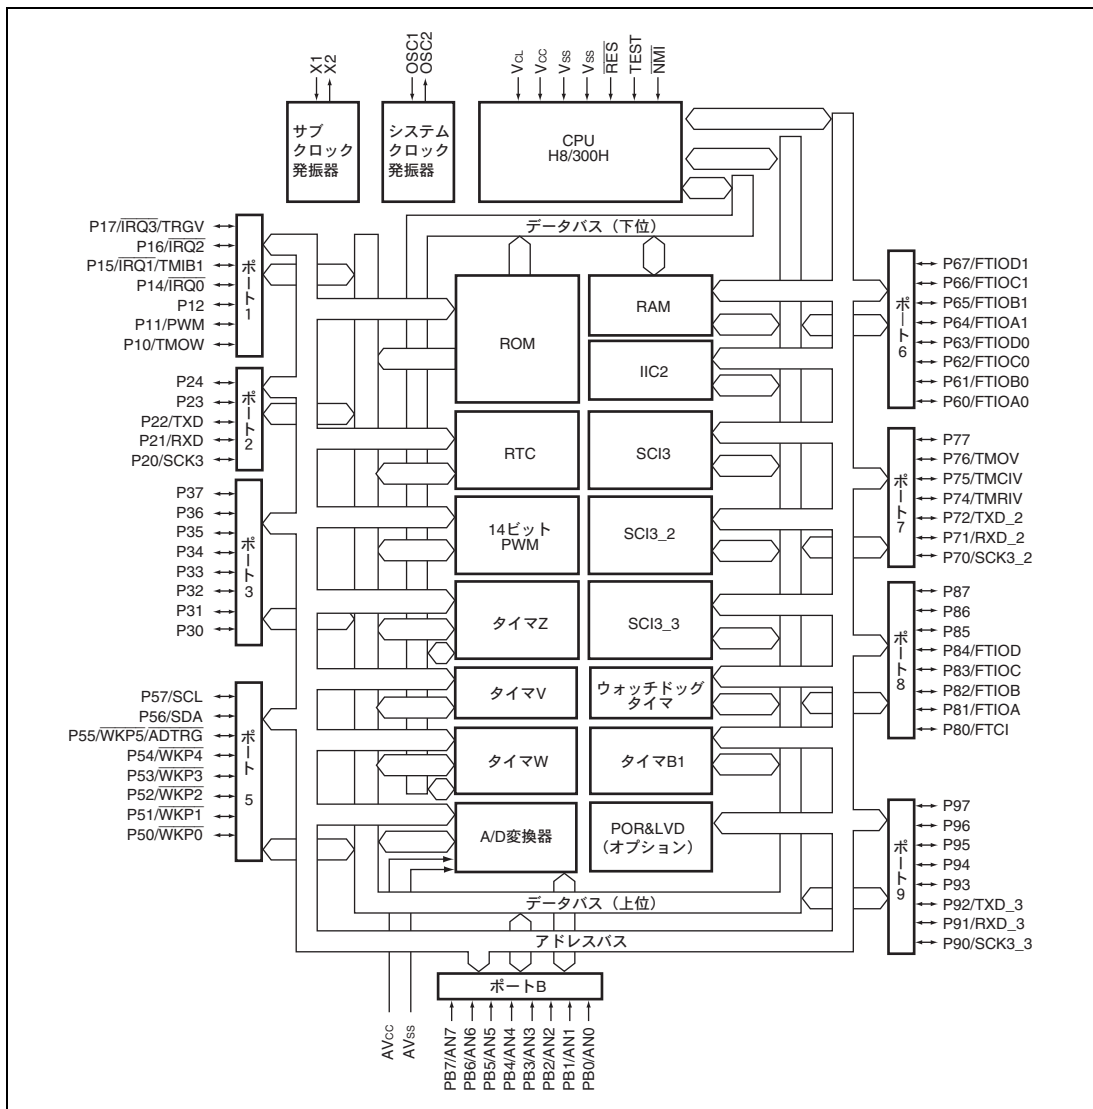 X1
X2
OSC1
OSC2
VCL
VCC
VSS
VSS
RES
TEST
NMI
サブ
クロック
発振器
システム
クロック
発振器
CPU
H8/300H
データバス（下位）
P17/IRQ3/TRGV
P16/IRQ2
P15/IRQ1/TMIB1
P14/IRQ0
P12
P11/PWM
P10/TMOW
ポート1
P24
P23
P22/TXD
P21/RXD
P20/SCK3
ポート2
P37
P36
P35
P34
P33
P32
P31
P30
ポート3
P57/SCL
P56/SDA
P55/WKP5/ADTRG
P54/WKP4
P53/WKP3
P52/WKP2
P51/WKP1
P50/WKP0
ポート5
ROM
RAM
IIC2
RTC
SCI3
14ビット
PWM
SCI3_2
タイマZ
SCI3_3
タイマV
ウォッチドッグ
タイマ
タイマW
タイマB1
A/D変換器
POR&LVD
（オプション）
ポート6
P67/FTIOD1
P66/FTIOC1
P65/FTIOB1
P64/FTIOA1
P63/FTIOD0
P62/FTIOC0
P61/FTIOB0
P60/FTIOA0
ポート7
P77
P76/TMOV
P75/TMCIV
P74/TMRIV
P72/TXD_2
P71/RXD_2
P70/SCK3_2
ポート8
P87
P86
P85
P84/FTIOD
P83/FTIOC
P82/FTIOB
P81/FTIOA
P80/FTCI
ポート9
P97
P96
P95
P94
P93
P92/TXD_3
P91/RXD_3
P90/SCK3_3
データバス（上位）
アドレスバス
ポートB
AVCC
AVSS
PB7/AN7
PB6/AN6
PB5/AN5
PB4/AN4
PB3/AN3
PB2/AN2
PB1/AN1
PB0/AN0